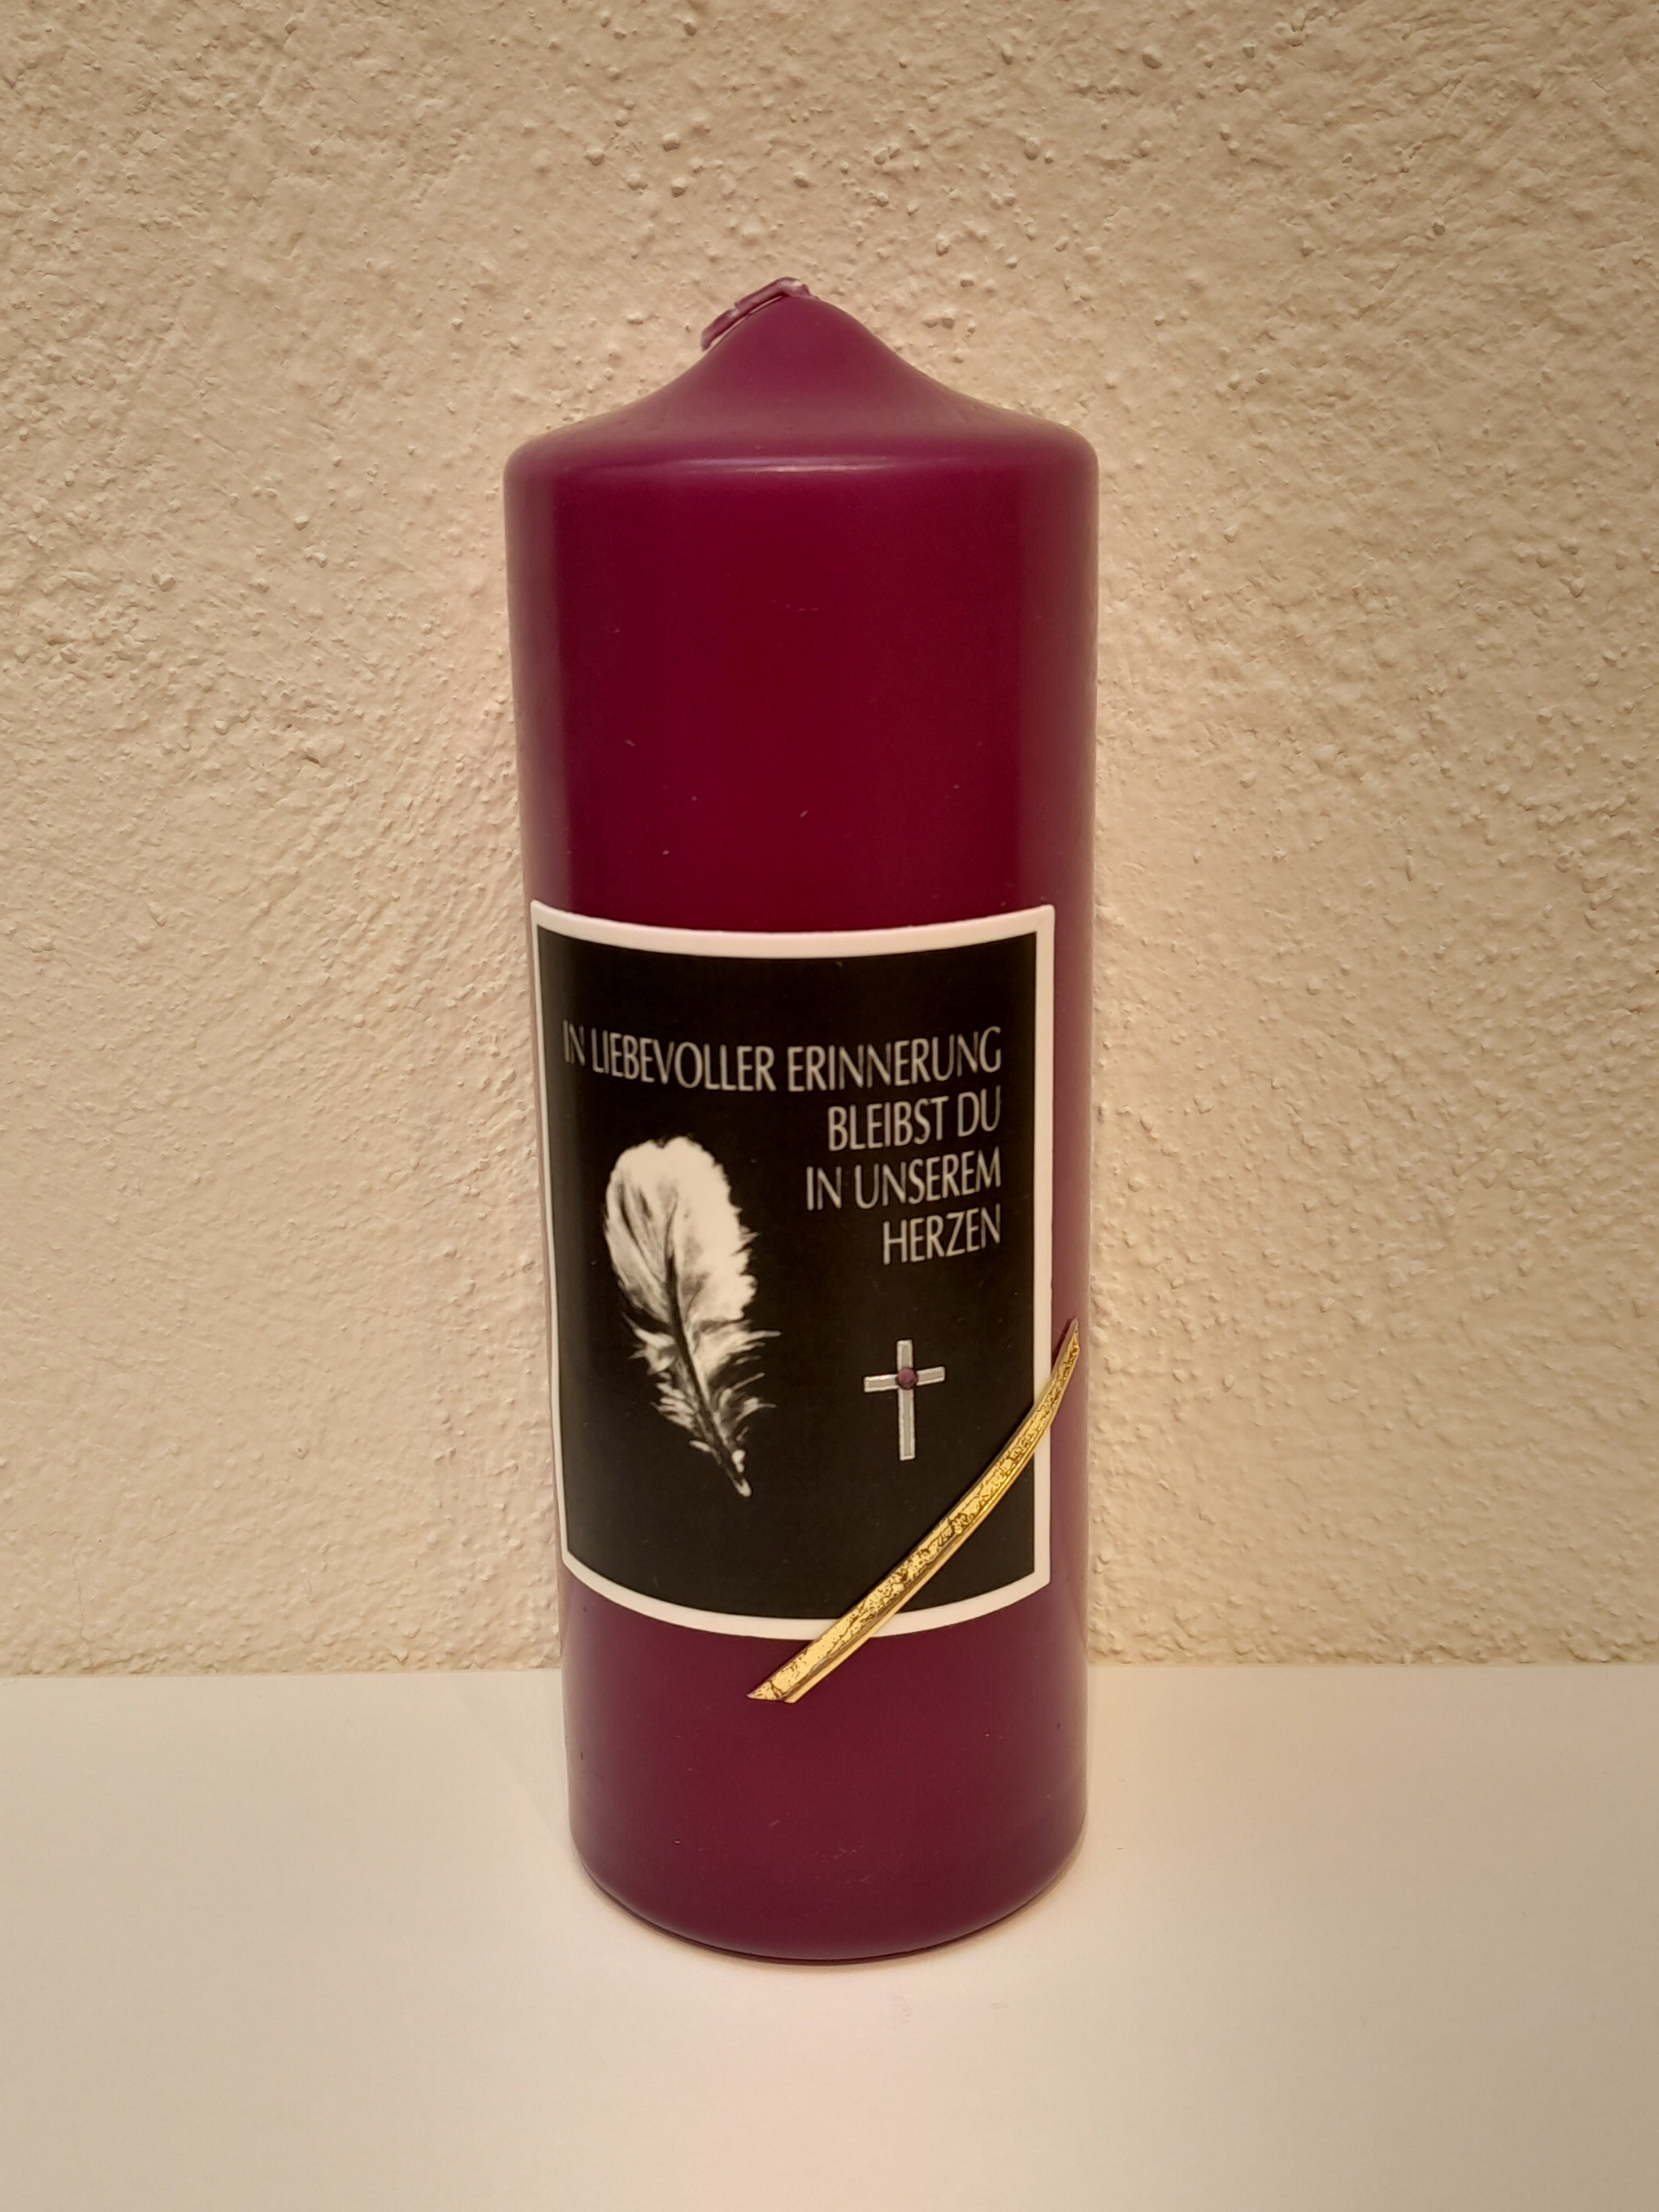 IN LIEBEVOLLER ERINNERUNG
BLEIBST DU
IN UNSEREM
HERZEN